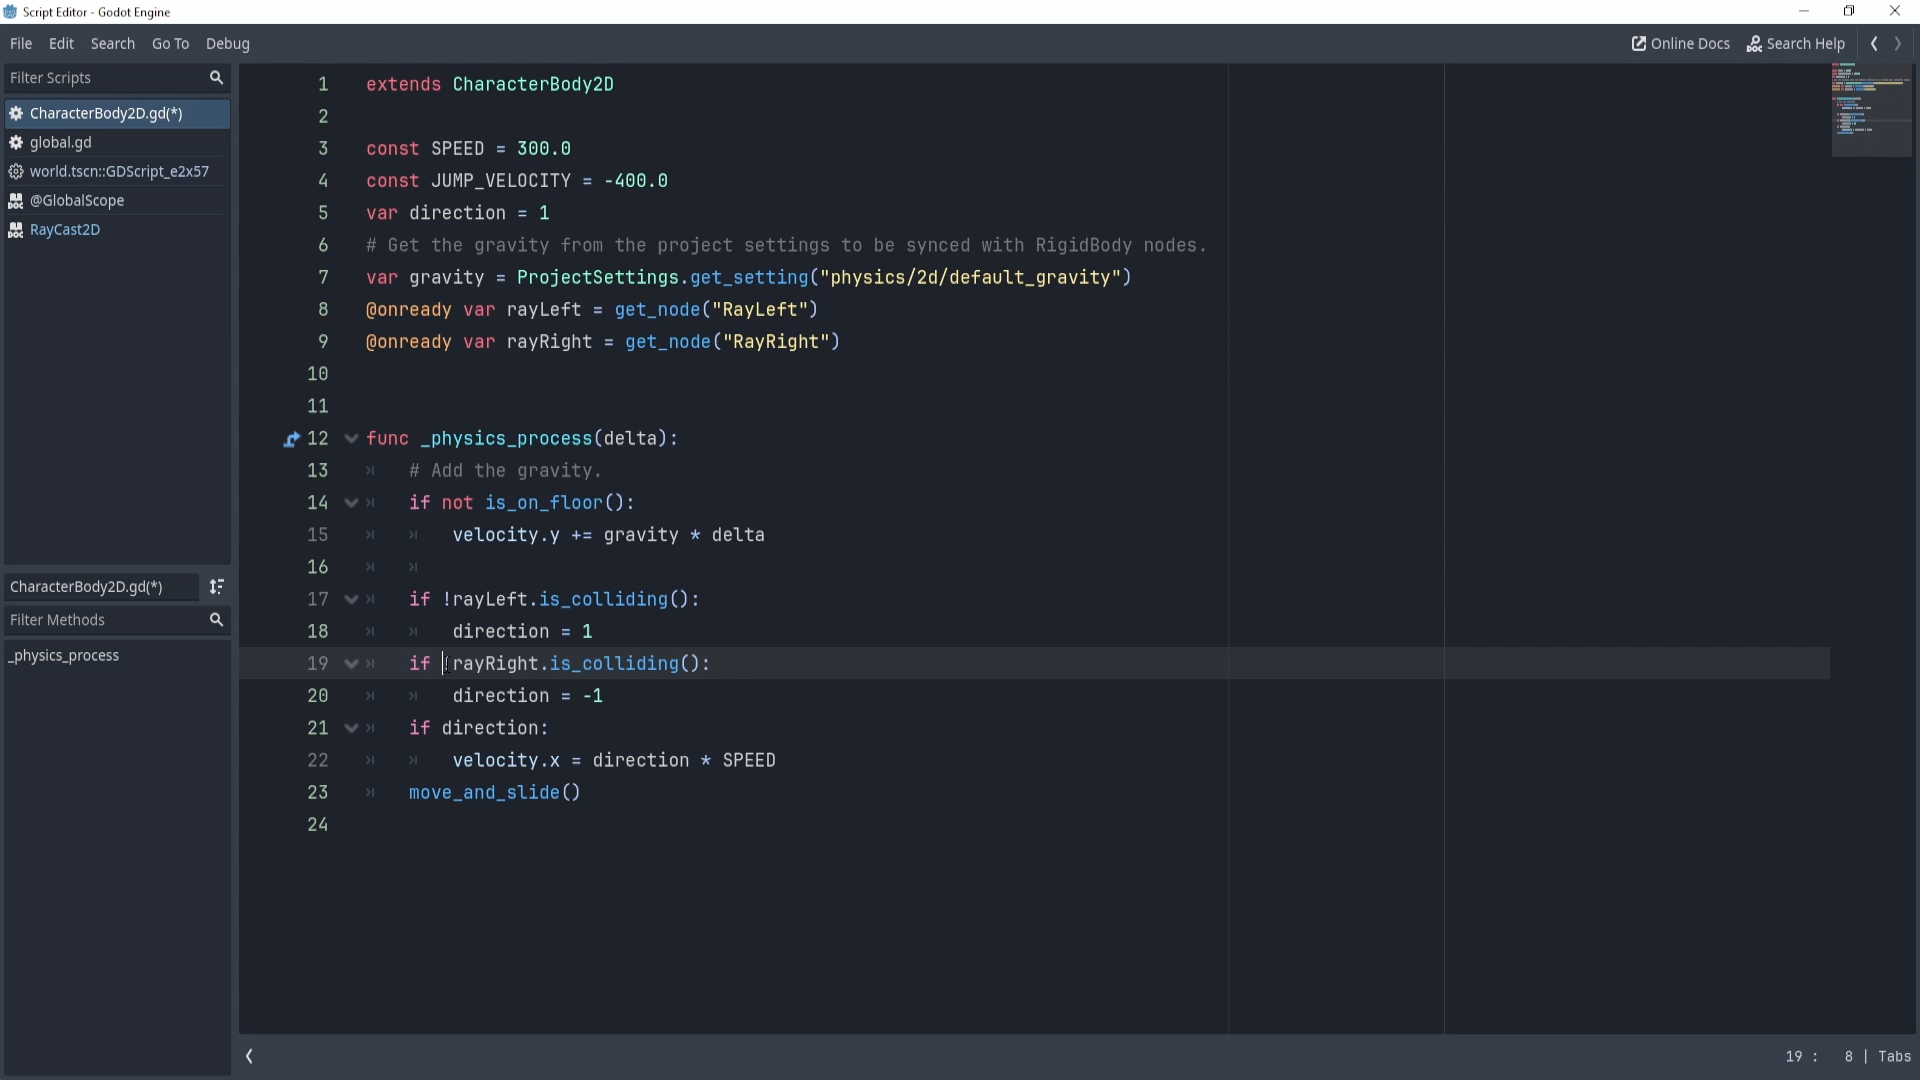 Script Editor - Godot Engine
File Edit Search Go To Debug
Online Docs Search Help
Filter Scripts
CharacterBody2D.gd(*)
global.gd
world.tscn::GDScript_e2x57
@GlobalScope
RayCast2D
CharacterBody2D.gd(*)
Filter Methods
_physics_process
1 extends CharacterBody2D
2
3 const SPEED = 300.0
4 const JUMP_VELOCITY = -400.0
5 var direction = 1
6 # Get the gravity from the project settings to be synced with RigidBody nodes.
7 var gravity = ProjectSettings.get_setting("physics/2d/default_gravity")
8 @onready var rayLeft = get_node("RayLeft")
9 @onready var rayRight = get_node("RayRight")
10
11
12 func _physics_process(delta):
13 # Add the gravity.
14 if not is_on_floor():
15 velocity.y += gravity * delta
16
17 if !rayLeft.is_colliding():
18 direction = 1
19 if !rayRight.is_colliding():
20 direction = -1
21 if direction:
22 velocity.x = direction * SPEED
23 move_and_slide()
24
19 : 8 | Tabs